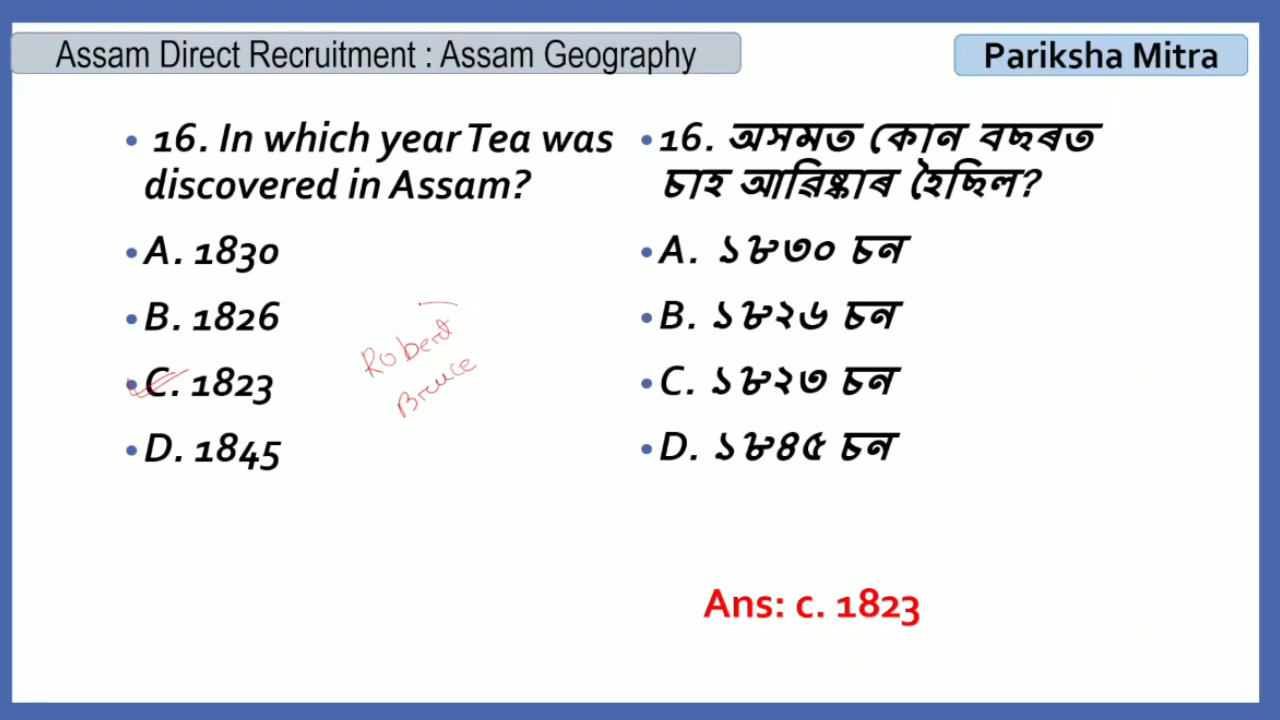 Assam Direct Recruitment : Assam Geography
Pariksha Mitra
• 16. In which year Tea was
discovered in Assam?
• A. 1830
• B. 1826
• C. 1823
• D. 1845
Robert
Bruce
• 16. অসমত কোন বছৰত
চাহ আৱিষ্কাৰ হৈছিল?
• A. ১৮৩০ চন
• B. ১৮২৬ চন
• C. ১৮২৩ চন
• D. ১৮৪৫ চন
Ans: c. 1823